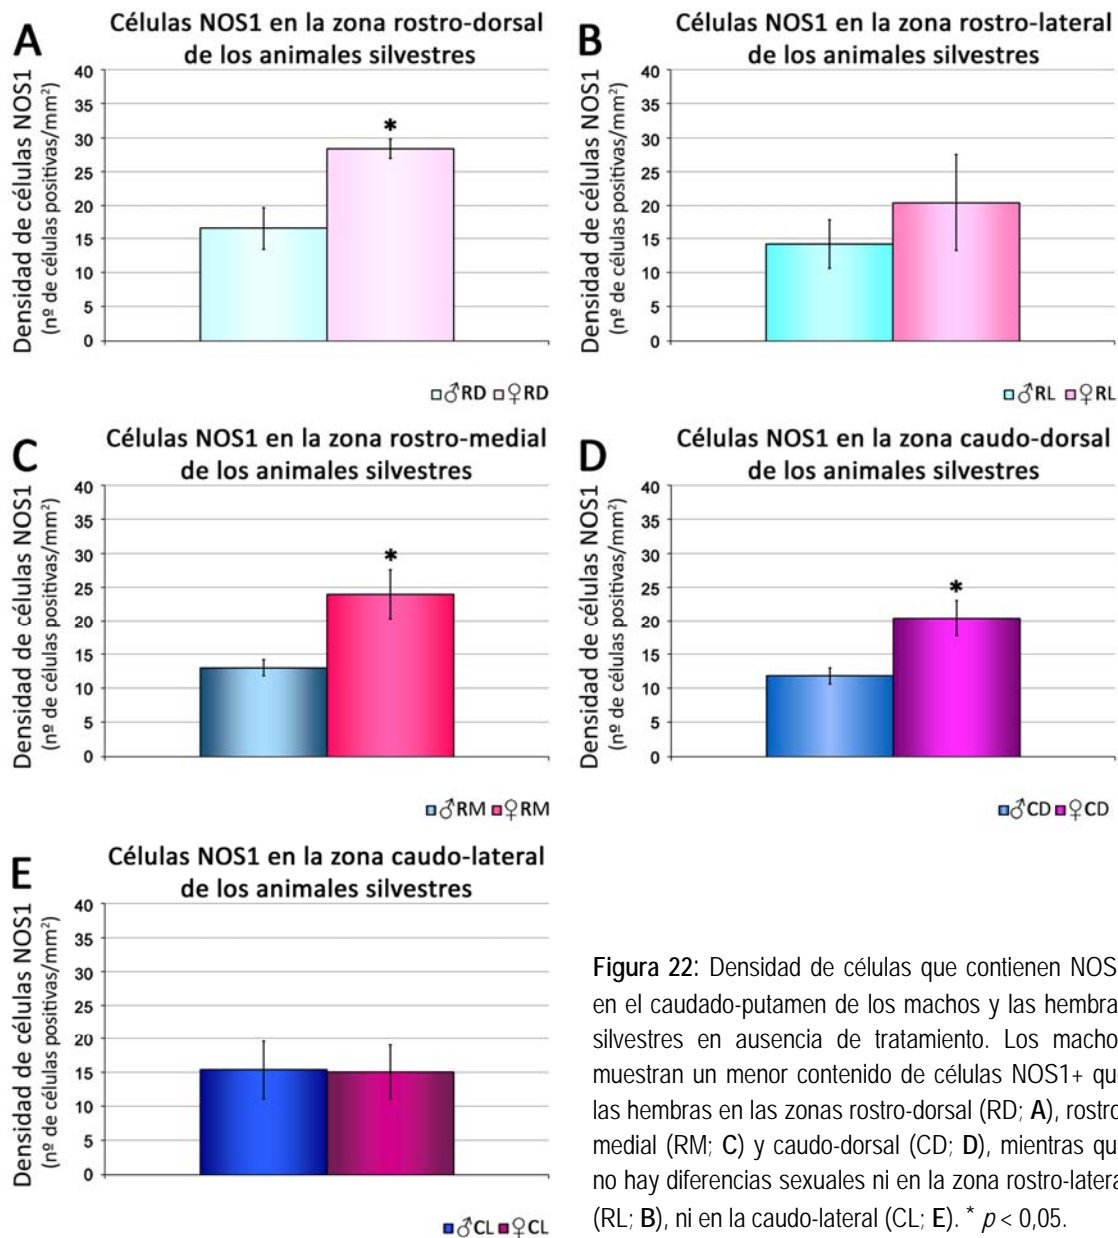 A
Células NOS1 en la zona rostro-dorsal
de los animales silvestres
Densidad de células NOS1
(nº de células positivas/mm²)
40
35
30
25
20
15
10
5
0
*
♂RD ♀RD
B
Células NOS1 en la zona rostro-lateral
de los animales silvestres
Densidad de células NOS1
(nº de células positivas/mm²)
40
35
30
25
20
15
10
5
0
♂RL ♀RL
C
Células NOS1 en la zona rostro-medial
de los animales silvestres
Densidad de células NOS1
(nº de células positivas/mm²)
40
35
30
25
20
15
10
5
0
*
♂RM ♀RM
D
Células NOS1 en la zona caudo-dorsal
de los animales silvestres
Densidad de células NOS1
(nº de células positivas/mm²)
40
35
30
25
20
15
10
5
0
*
♂CD ♀CD
E
Células NOS1 en la zona caudo-lateral
de los animales silvestres
Densidad de células NOS1
(nº de células positivas/mm²)
40
35
30
25
20
15
10
5
0
♂CL ♀CL
Figura 22: Densidad de células que contienen NOS
en el caudado-putamen de los machos y las hembra
silvestres en ausencia de tratamiento. Los macho
muestran un menor contenido de células NOS1+ qu
las hembras en las zonas rostro-dorsal (RD; A), rostro
medial (RM; C) y caudo-dorsal (CD; D), mientras qu
no hay diferencias sexuales ni en la zona rostro-latera
(RL; B), ni en la caudo-lateral (CL; E). * p < 0,05.